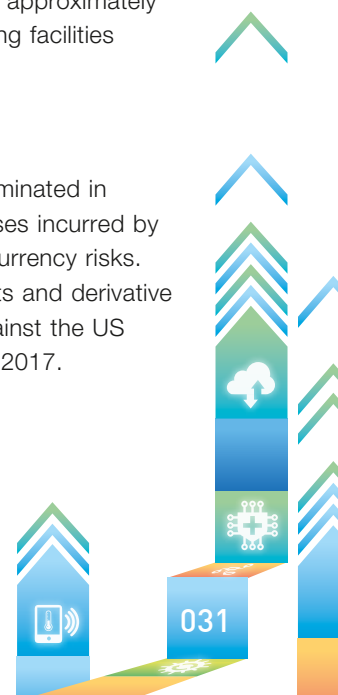 approximately
ng facilities
minated in
ses incurred by
urrency risks.
ts and derivative
ainst the US
2017.
031